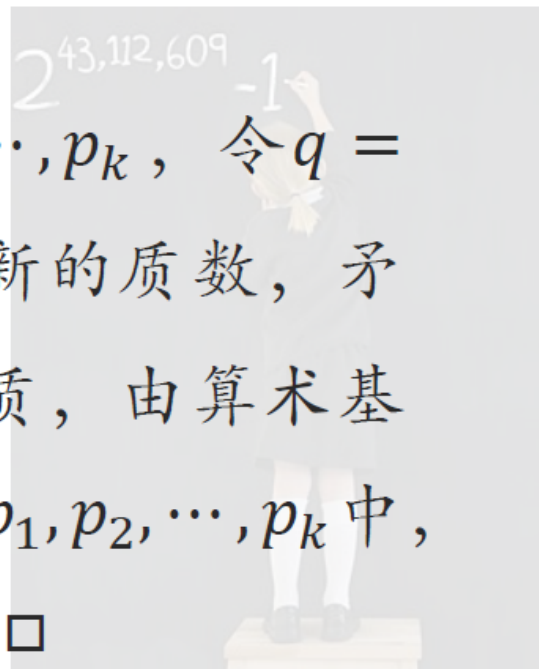 2^43,112,609 -1
…, p_k ，令 q =
新的质数，矛
质，由算术基
p_1, p_2, …, p_k 中，
□